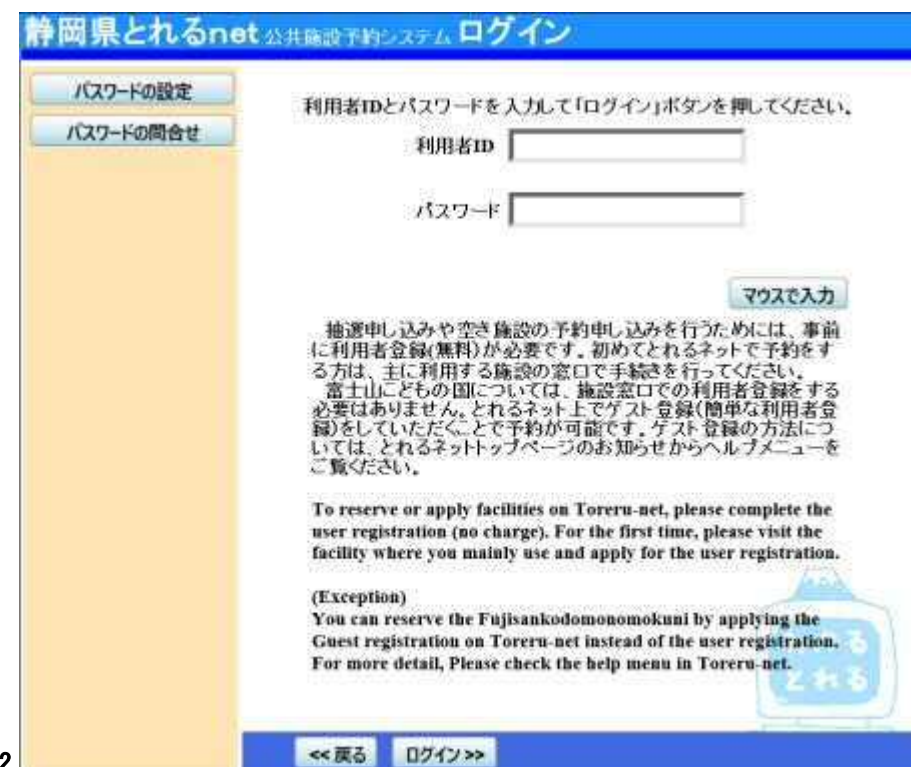 静岡県とれるnet 公共施設予約システム ログイン
パスワードの設定
パスワードの問合せ
利用者IDとパスワードを入力して「ログイン」ボタンを押してください。
利用者ID
パスワード
マウスで入力
抽選申し込みや空き施設の予約申し込みを行うためには、事前
に利用者登録(無料)が必要です。初めてとれるネットで予約をす
る方は、主に利用する施設の窓口で手続きを行ってください。
富士山こどもの国については、施設窓口での利用者登録をする
必要はありません。とれるネット上でゲスト登録(簡単な利用者登
録)をしていただくことで予約が可能です。ゲスト登録の方法につ
いては、とれるネットトップページのお知らせからヘルプメニューを
ご覧ください。
To reserve or apply facilities on Toreru-net, please complete the
user registration (no charge). For the first time, please visit the
facility where you mainly use and apply for the user registration.
(Exception)
You can reserve the Fujisankodomonomokuni by applying the
Guest registration on Toreru-net instead of the user registration.
For more detail, Please check the help menu in Toreru-net.
とれる
<< 戻る
ログイン >>
2